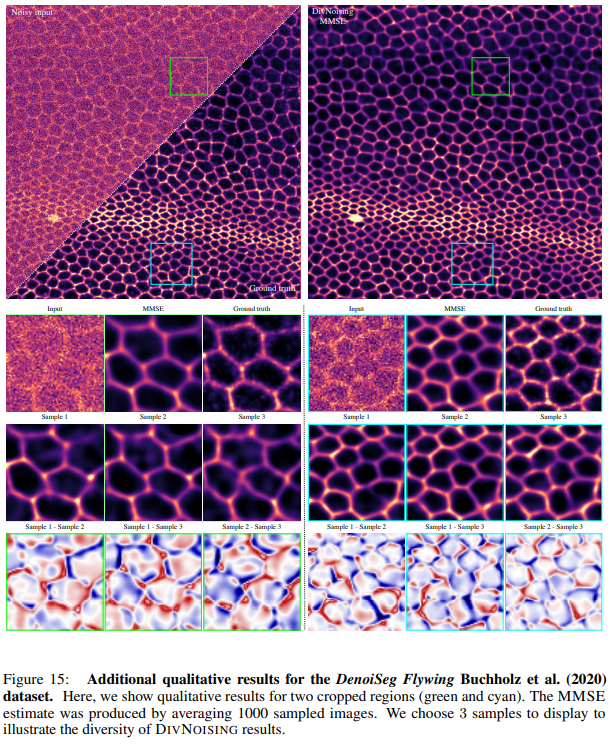 Noisy input
Ground truth
DivNoising
MMSE
Input MMSE Ground truth
Sample 1 Sample 2 Sample 3
Sample 1 - Sample 2 Sample 1 - Sample 3 Sample 2 - Sample 3
Input MMSE Ground truth
Sample 1 Sample 2 Sample 3
Sample 1 - Sample 2 Sample 1 - Sample 3 Sample 2 - Sample 3
Figure 15: Additional qualitative results for the DenoiSeg Flywing Buchholz et al. (2020)
dataset. Here, we show qualitative results for two cropped regions (green and cyan). The MMSE
estimate was produced by averaging 1000 sampled images. We choose 3 samples to display to
illustrate the diversity of DIVNOISING results.